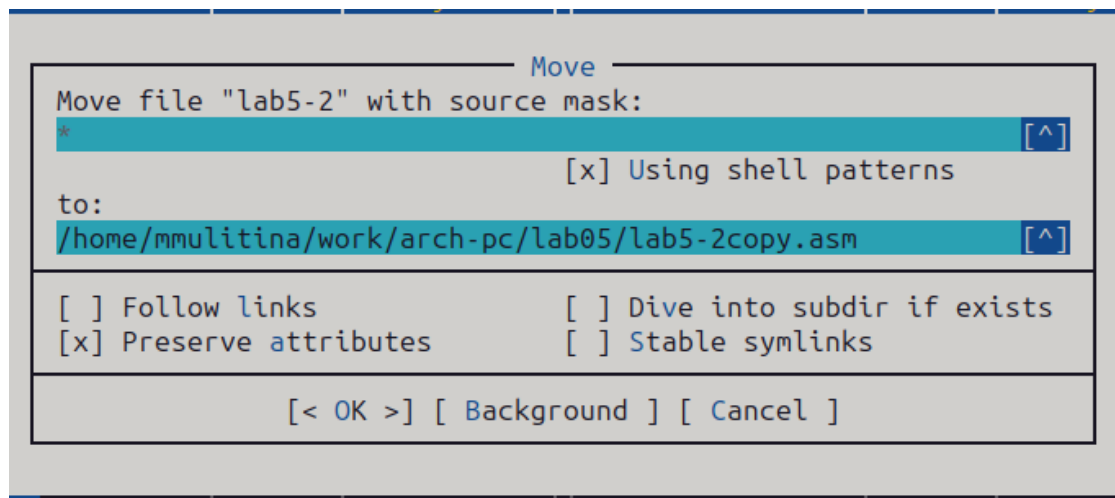 Move
Move file "lab5-2" with source mask:
* [^]
[x] Using shell patterns
to:
/home/mmulitina/work/arch-pc/lab05/lab5-2copy.asm [^]
[ ] Follow links [ ] Dive into subdir if exists
[x] Preserve attributes [ ] Stable symlinks
[< OK >] [ Background ] [ Cancel ]